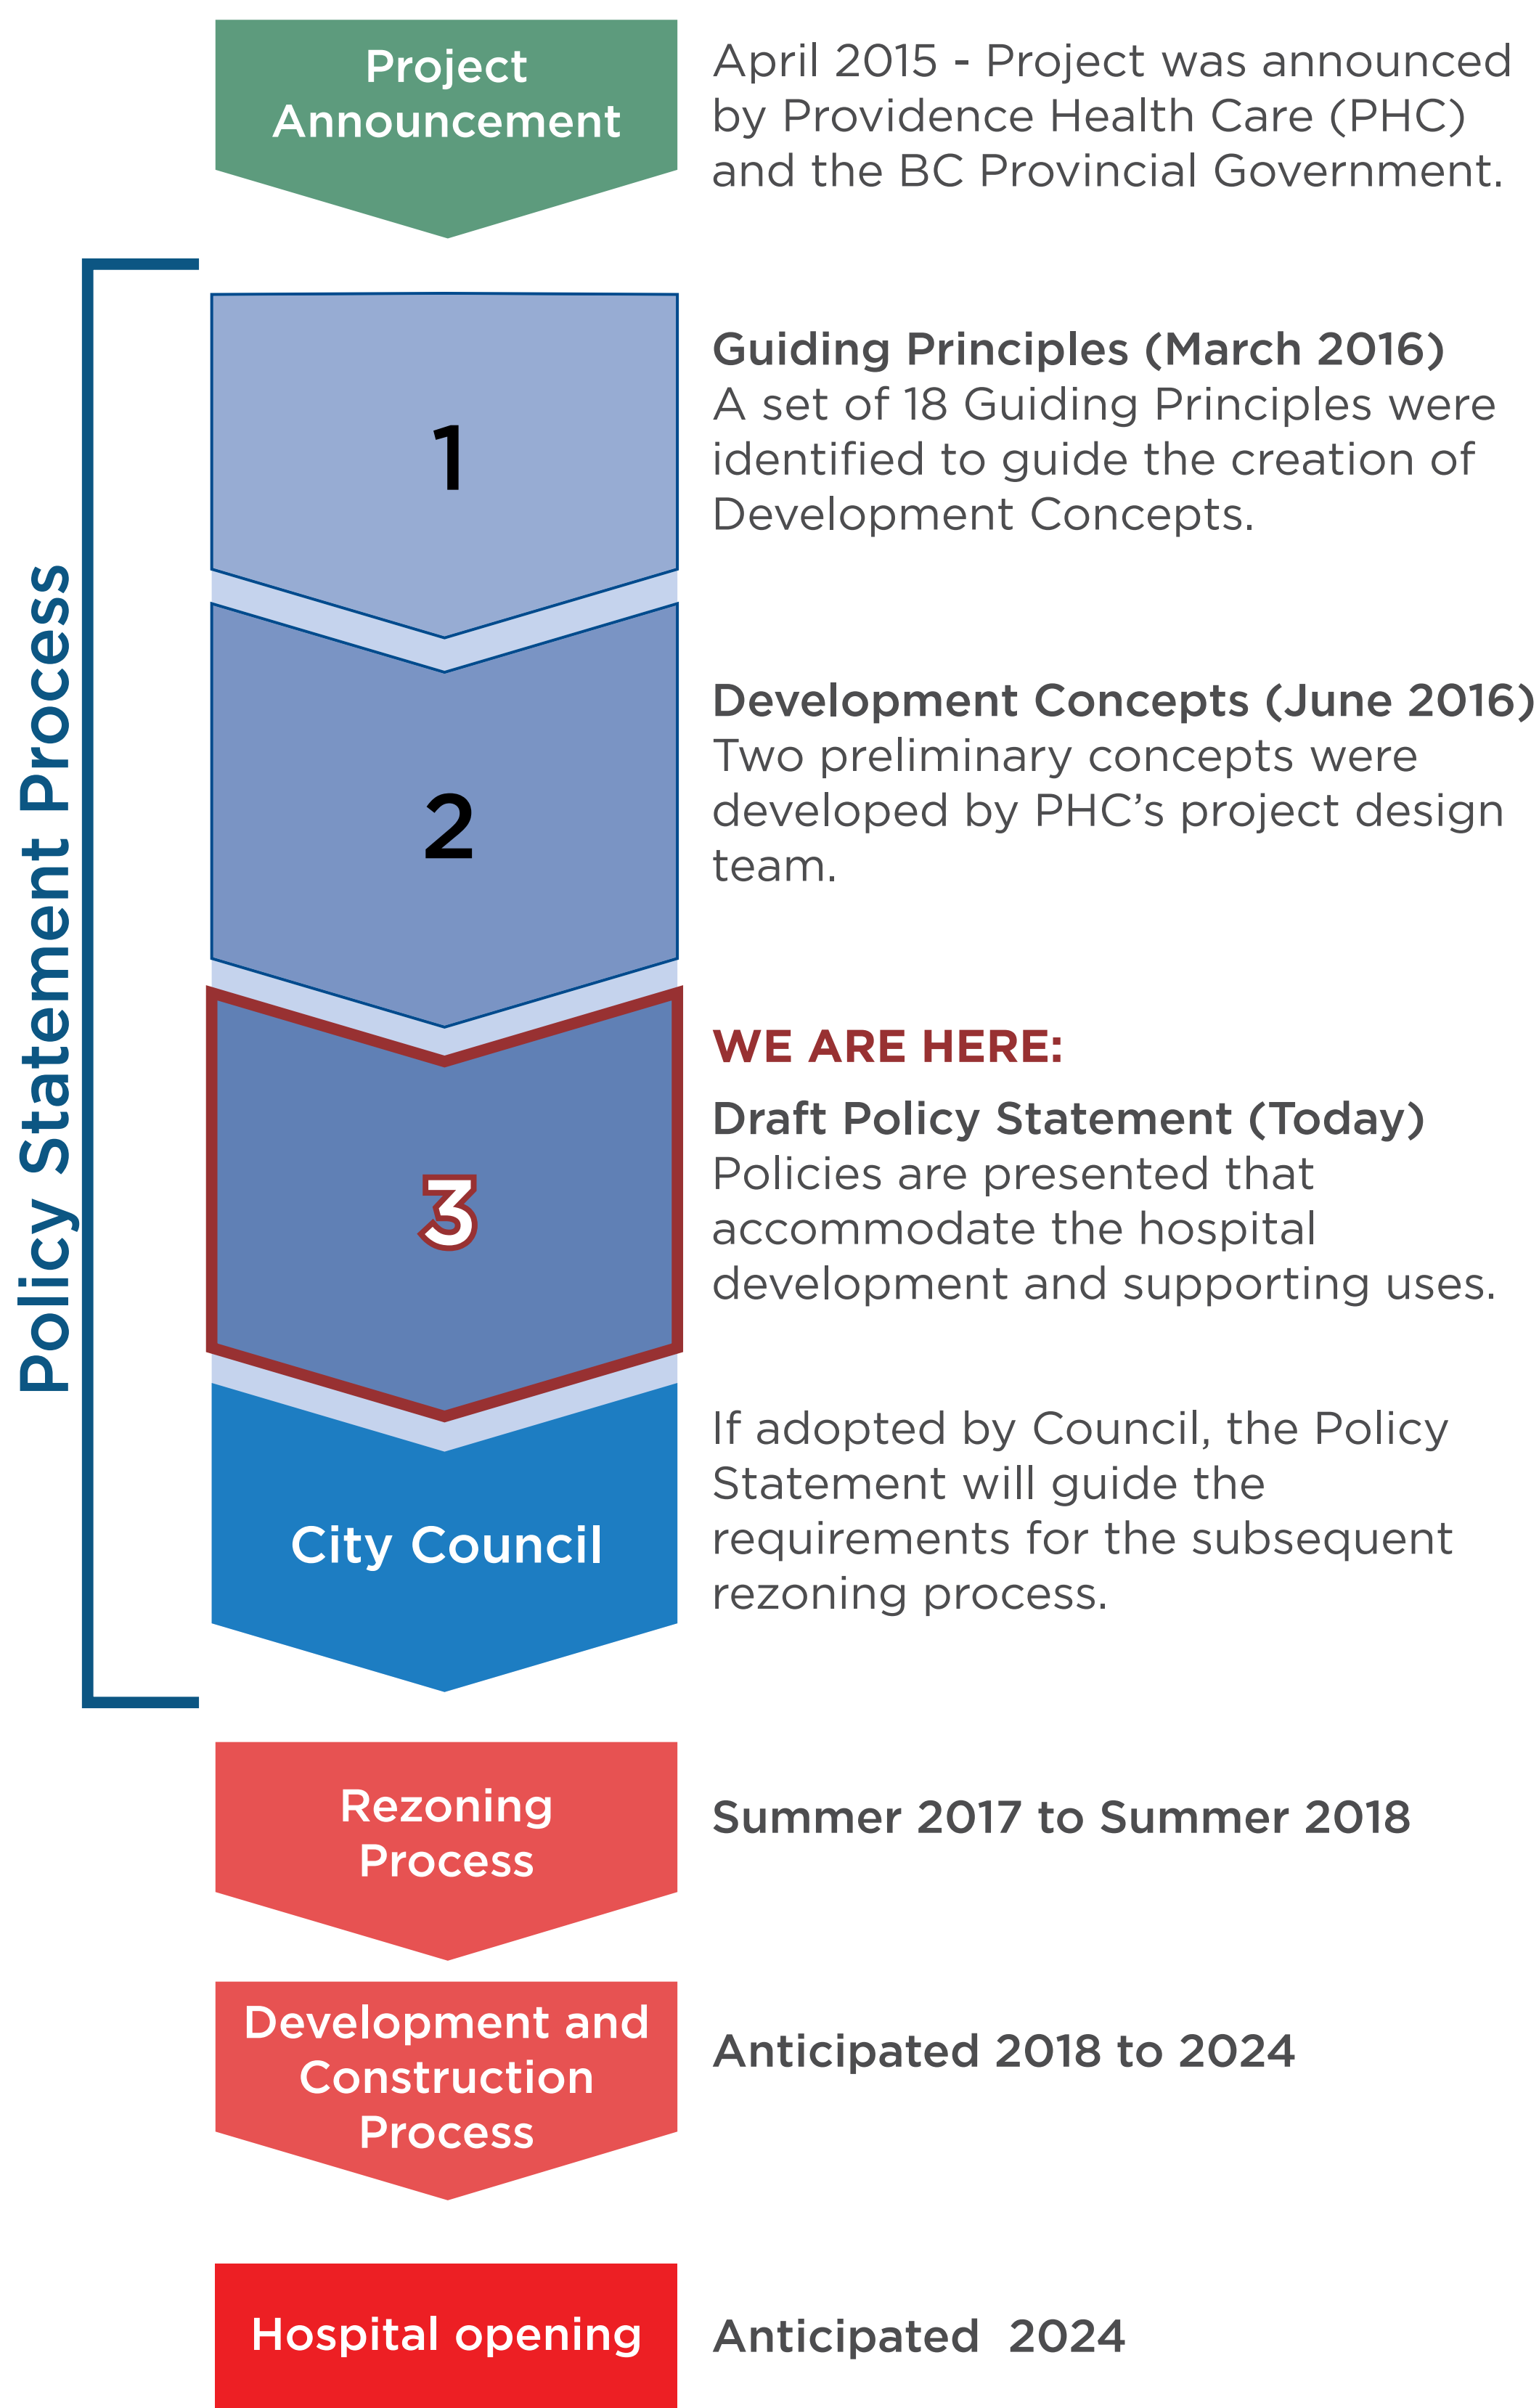 Project
Announcement
April 2015 - Project was announced
by Providence Health Care (PHC)
and the BC Provincial Government.
Policy Statement Process
1
Guiding Principles (March 2016)
A set of 18 Guiding Principles were
identified to guide the creation of
Development Concepts.
2
Development Concepts (June 2016)
Two preliminary concepts were
developed by PHC’s project design
team.
3
WE ARE HERE:
Draft Policy Statement (Today)
Policies are presented that
accommodate the hospital
development and supporting uses.
City Council
If adopted by Council, the Policy
Statement will guide the
requirements for the subsequent
rezoning process.
Rezoning
Process
Summer 2017 to Summer 2018
Development and
Construction
Process
Anticipated 2018 to 2024
Hospital opening
Anticipated  2024